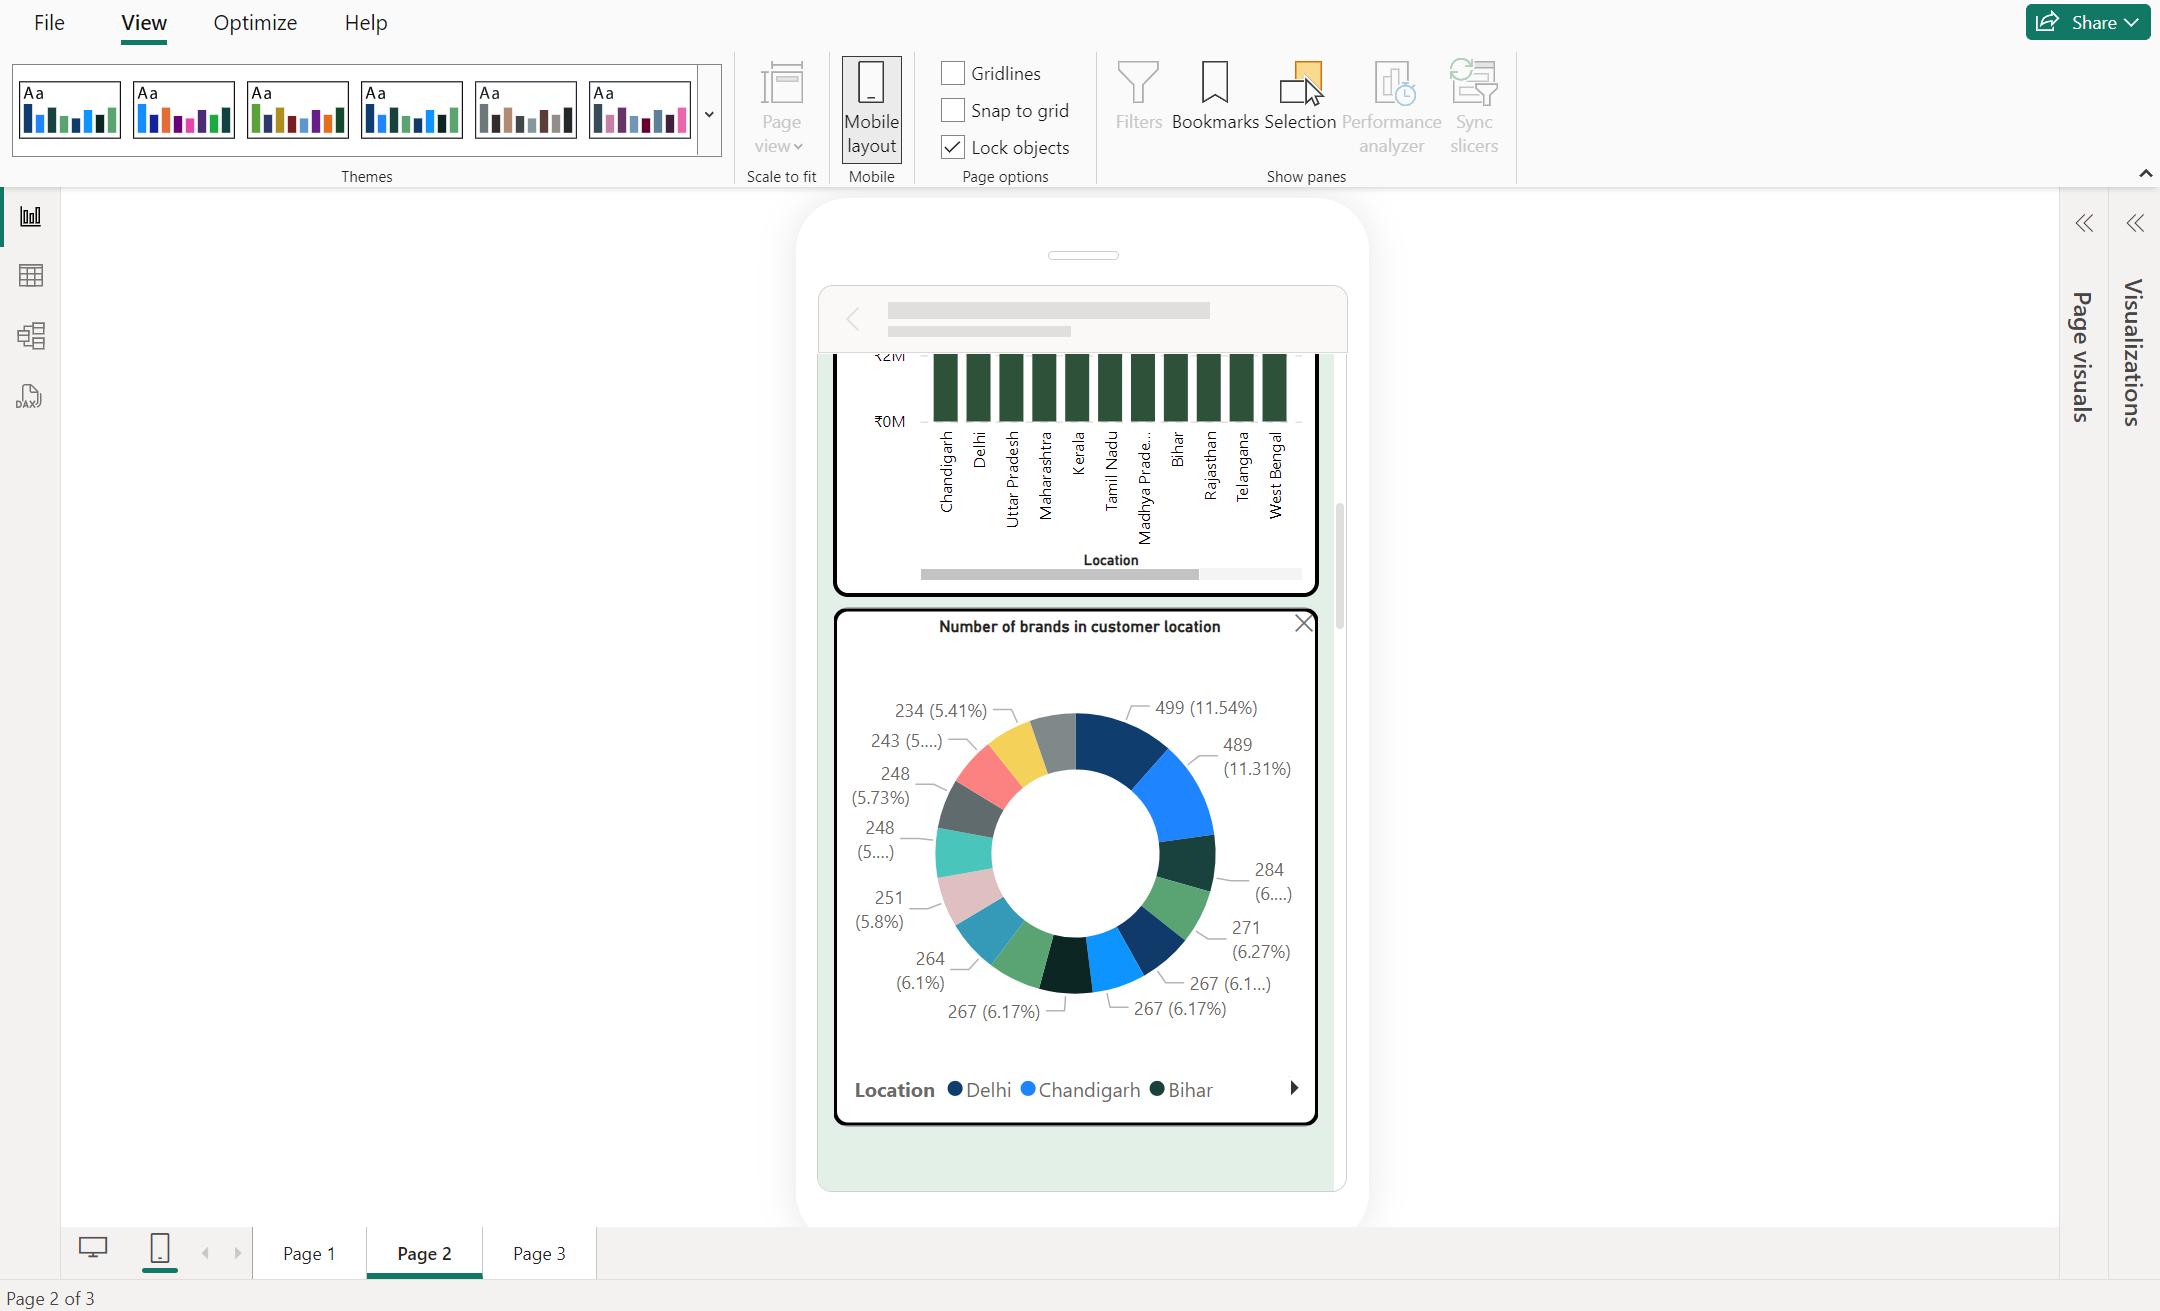 File View Optimize Help
Share
Aa Aa Aa Aa Aa Aa
Page view
Mobile layout
Gridlines
Snap to grid
Lock objects
Filters Bookmarks Selection Performance analyzer Sync slicers
Themes Scale to fit Mobile Page options Show panes
DAX
Page visuals
Visualizations
₹2M
₹0M
Chandigarh
Delhi
Uttar Pradesh
Maharashtra
Kerala
Tamil Nadu
Madhya Prade...
Bihar
Rajasthan
Telangana
West Bengal
Location
Number of brands in customer location
499 (11.54%)
489
(11.31%)
284
(6....)
271
(6.27%)
267 (6.1...)
267 (6.17%)
267 (6.17%)
264
(6.1%)
251
(5.8%)
248
(5....)
248
(5.73%)
243 (5....)
234 (5.41%)
Location Delhi Chandigarh Bihar
Page 1 Page 2 Page 3
Page 2 of 3